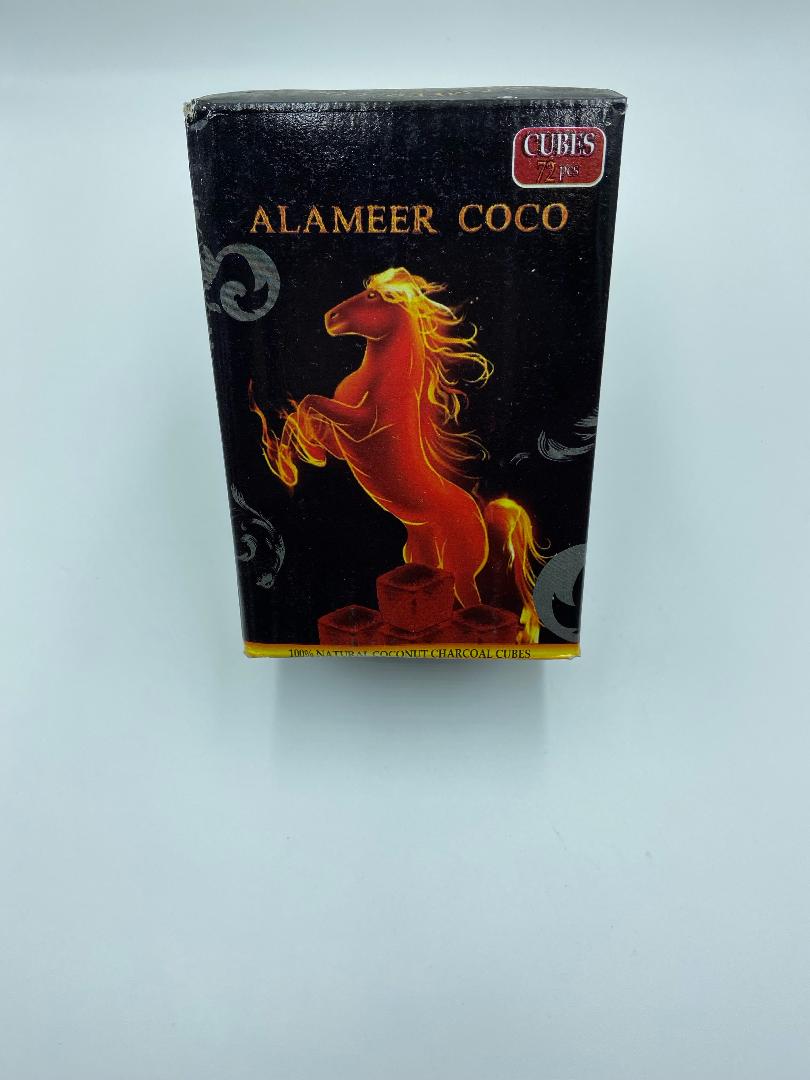 CUBES
72 pcs
ALAMEER COCO
100% NATURAL COCONUT CHARCOAL CUBES